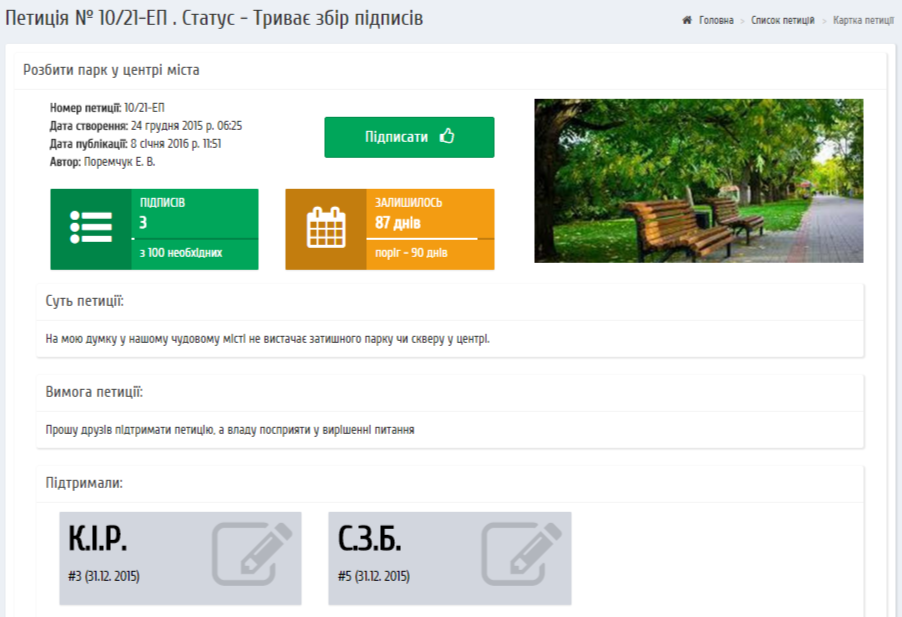 Петиція № 10/21-ЕП . Статус - Триває збір підписів
Головна > Список петицій > Картка петиції
Розбити парк у центрі міста
Номер петиції: 10/21-ЕП
Дата створення: 24 грудня 2015 р. 06:25
Дата публікації: 8 січня 2016 р. 11:51
Автор: Поремчук Е. В.
Підписати
ПІДПИСІВ
3
з 100 необхідних
ЗАЛИШИЛОСЬ
87 днів
поріг - 90 днів
Суть петиції:
На мою думку у нашому чудовому місті не вистачає затишного парку чи скверу у центрі.
Вимога петиції:
Прошу друзів підтримати петицію, а владу посприяти у вирішенні питання
Підтримали:
К.І.Р.
#3 (31.12. 2015)
С.З.Б.
#5 (31.12. 2015)